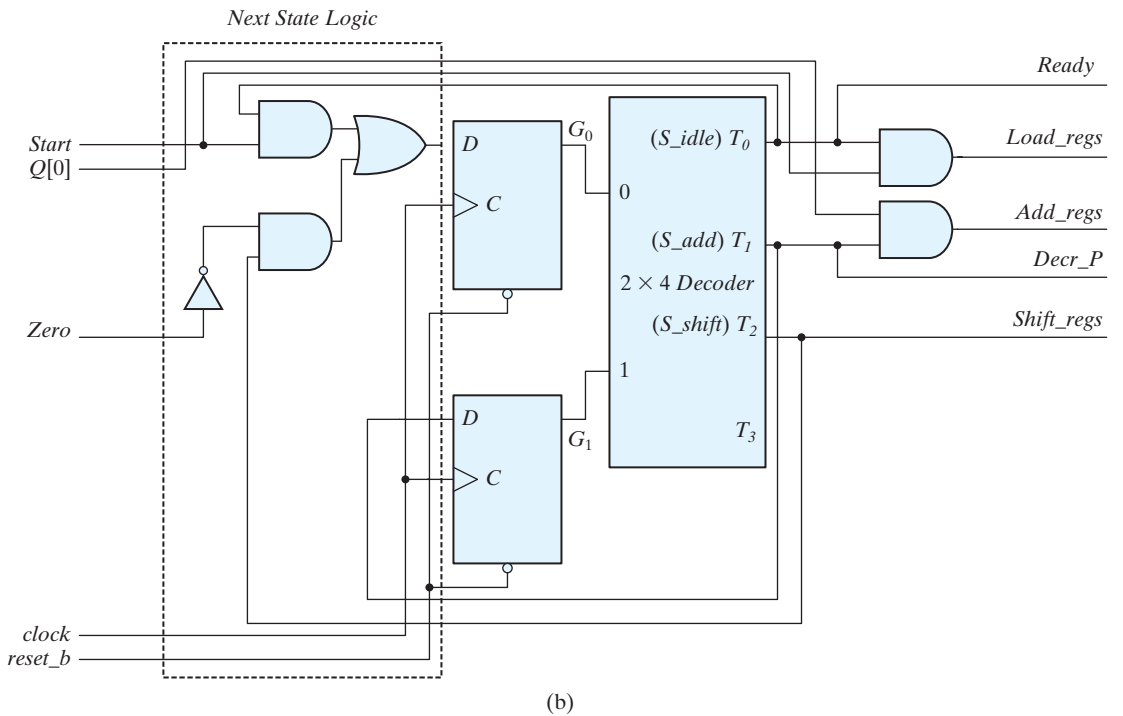 Next State Logic
Ready
Start
Q[0]
D
G0
(S_idle) T0
Load_regs
C
0
Add_regs
(S_add) T1
Decr_P
2 × 4 Decoder
Zero
(S_shift) T2
Shift_regs
1
D
G1
T3
C
clock
reset_b
(b)